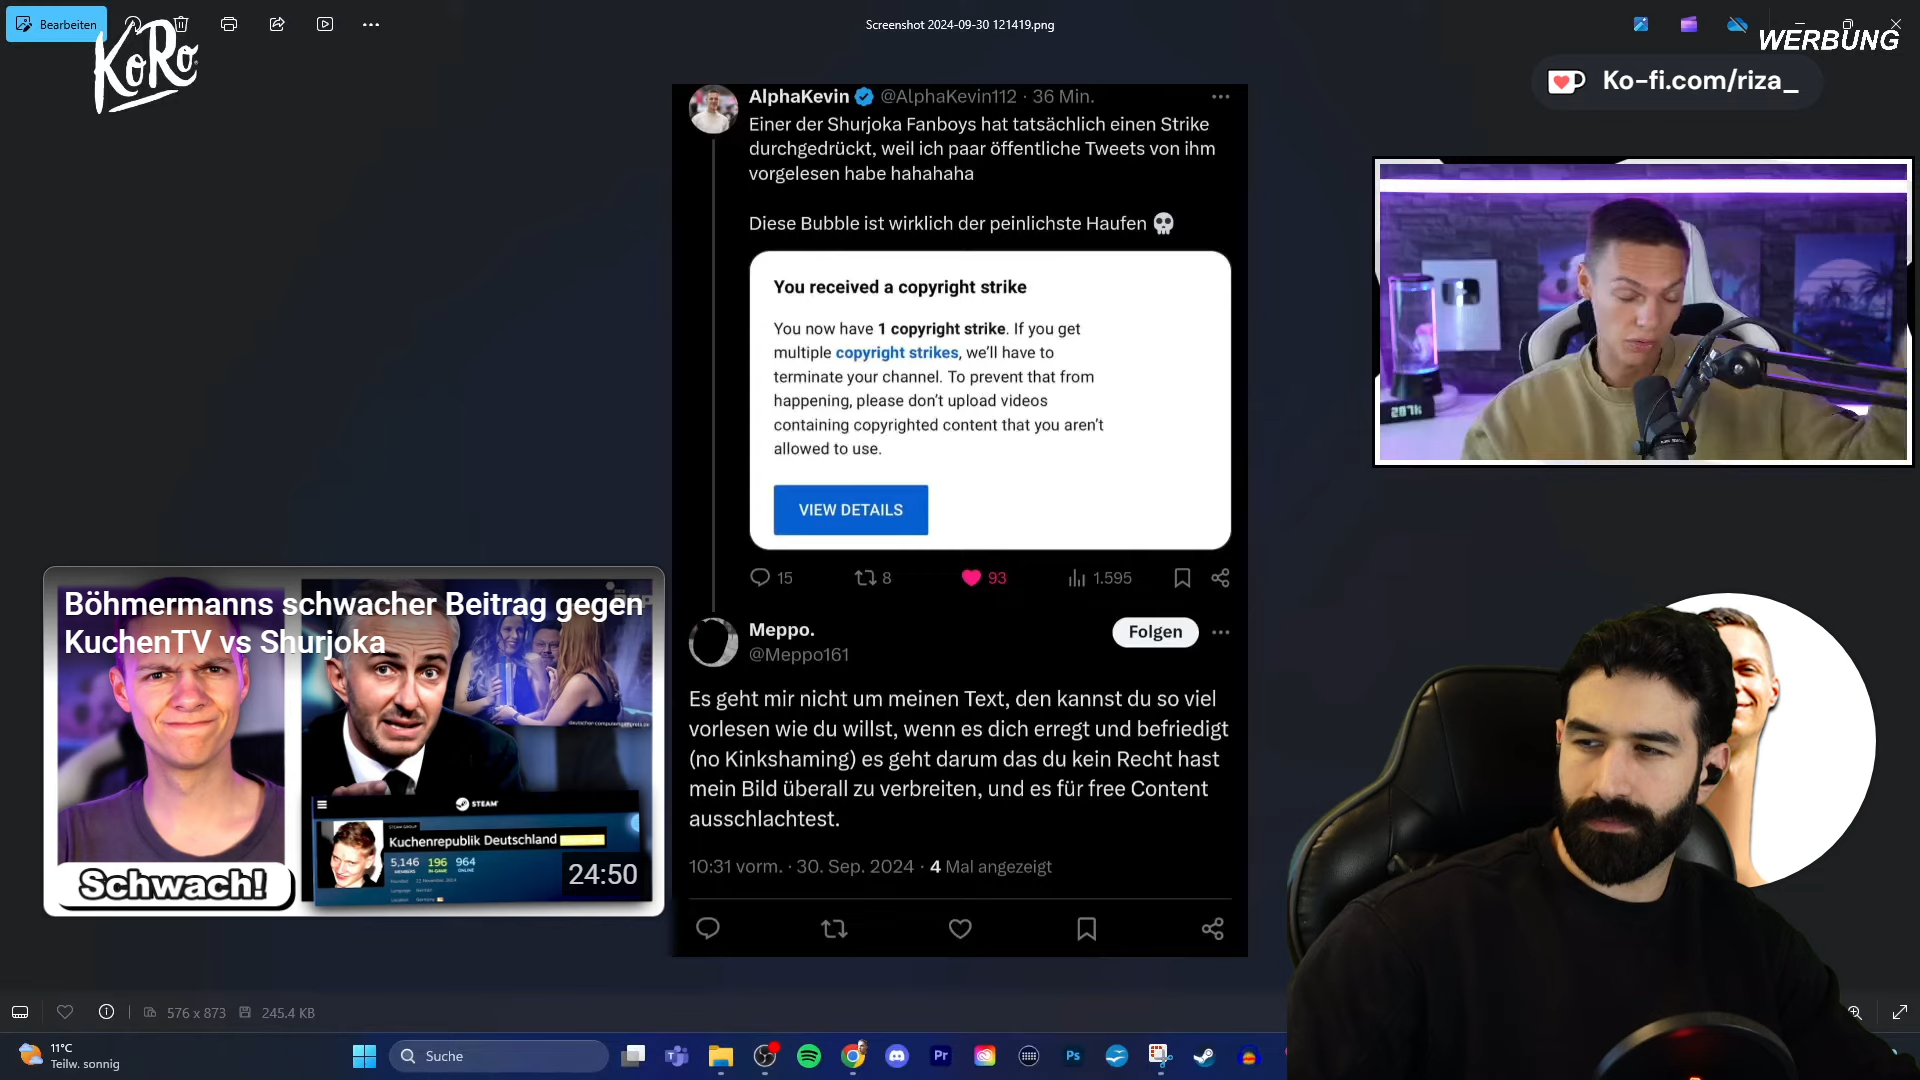 Bearbeiten
Screenshot 2024-09-30 121419.png
KoRo
WERBUNG
Ko-fi.com/riza_
AlphaKevin @AlphaKevin112 · 36 Min.
Einer der Shurjoka Fanboys hat tatsächlich einen Strike
durchgedrückt, weil ich paar öffentliche Tweets von ihm
vorgelesen habe hahahaha
Diese Bubble ist wirklich der peinlichste Haufen 💀
You received a copyright strike
You now have 1 copyright strike. If you get
multiple copyright strikes, we'll have to
terminate your channel. To prevent that from
happening, please don't upload videos
containing copyrighted content that you aren't
allowed to use.
VIEW DETAILS
15 8 93 1.595
Meppo.
@Meppo161
Folgen
Es geht mir nicht um meinen Text, den kannst du so viel
vorlesen wie du willst, wenn es dich erregt und befriedigt
(no Kinkshaming) es geht darum das du kein Recht hast
mein Bild überall zu verbreiten, und es für free Content
ausschlachtest.
10:31 vorm. · 30. Sep. 2024 · 4 Mal angezeigt
Böhmermanns schwacher Beitrag gegen
KuchenTV vs Shurjoka
deutscher-computerspielpreis.de
STEAM
Kuchenrepublik Deutschland
5,146 196 964
Schwach!
24:50
287k
576 x 873
245.4 KB
11°C
Teilw. sonnig
Suche
Pr
Ps